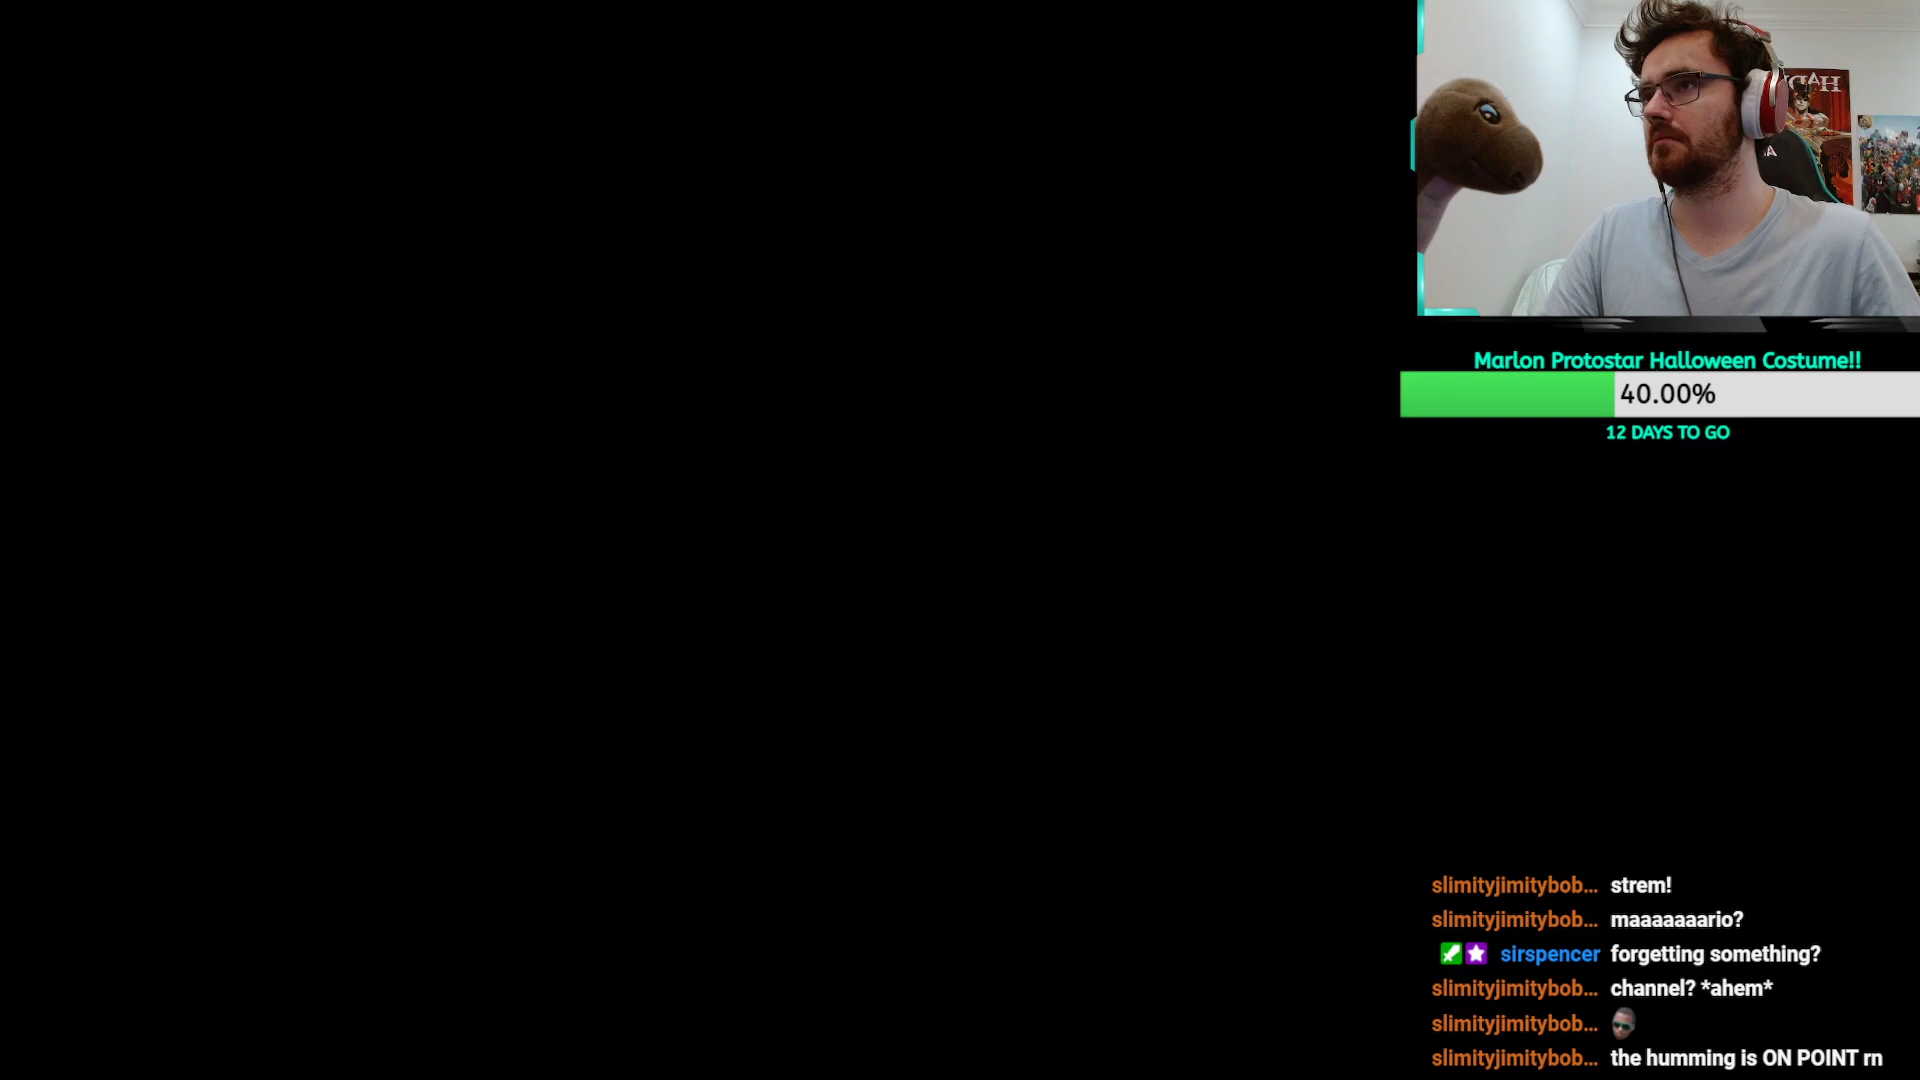 HADES
Marlon Protostar Halloween Costume!!
40.00%
12 DAYS TO GO
slimityjimitybob... strem!
slimityjimitybob... maaaaaaario?
sirspencer forgetting something?
slimityjimitybob... channel? *ahem*
slimityjimitybob...
slimityjimitybob... the humming is ON POINT rn